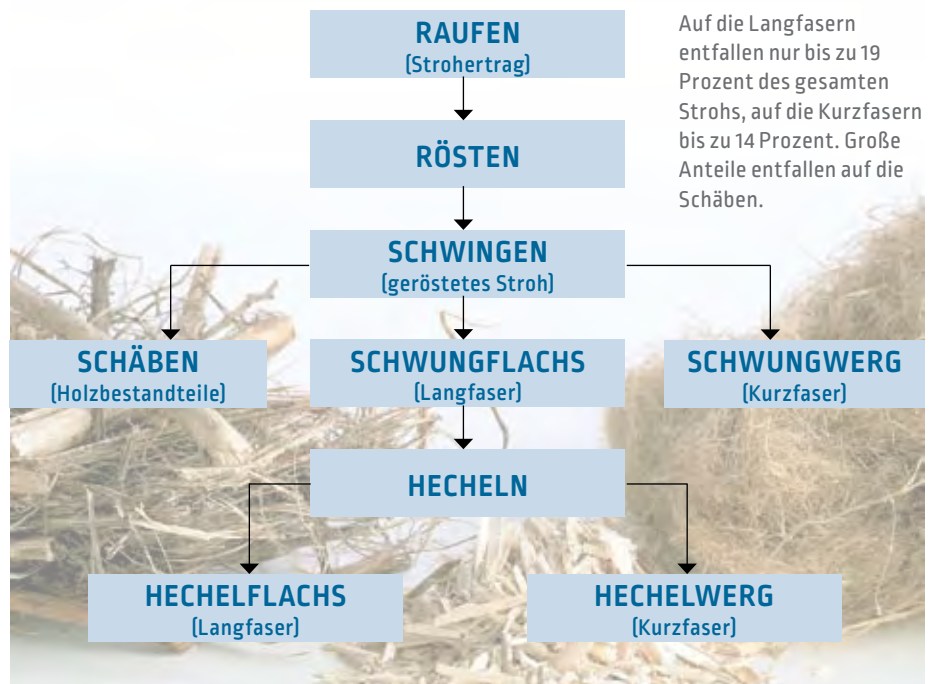 RAUFEN
(Strohertrag)
Auf die Langfasern
entfallen nur bis zu 19
Prozent des gesamten
Strohs, auf die Kurzfasern
bis zu 14 Prozent. Große
Anteile entfallen auf die
Schäben.
RÖSTEN
SCHWINGEN
(geröstetes Stroh)
SCHÄBEN
(Holzbestandteile)
SCHWUNGFLACHS
(Langfaser)
SCHWUNGWERG
(Kurzfaser)
HECHELN
HECHELFLACHS
(Langfaser)
HECHELWERG
(Kurzfaser)